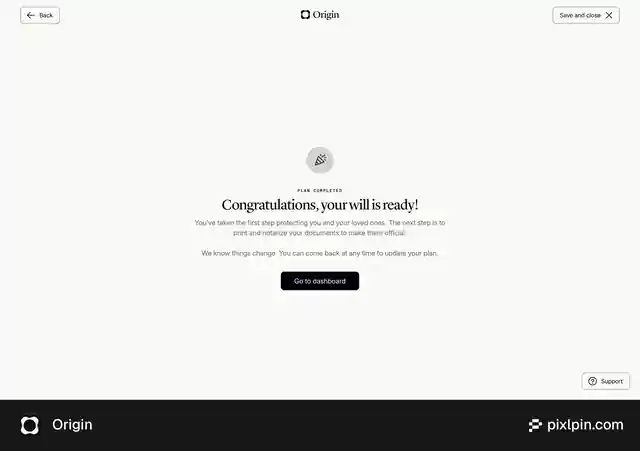 Back
Origin
Save and close
PLAN COMPLETED
Congratulations, your will is ready!
You've taken the first step protecting you and your loved ones. The next step is to
print and notarize your documents to make them official.
We know things change. You can come back at any time to update your plan.
Go to dashboard
Support
Origin
pixlpin.com